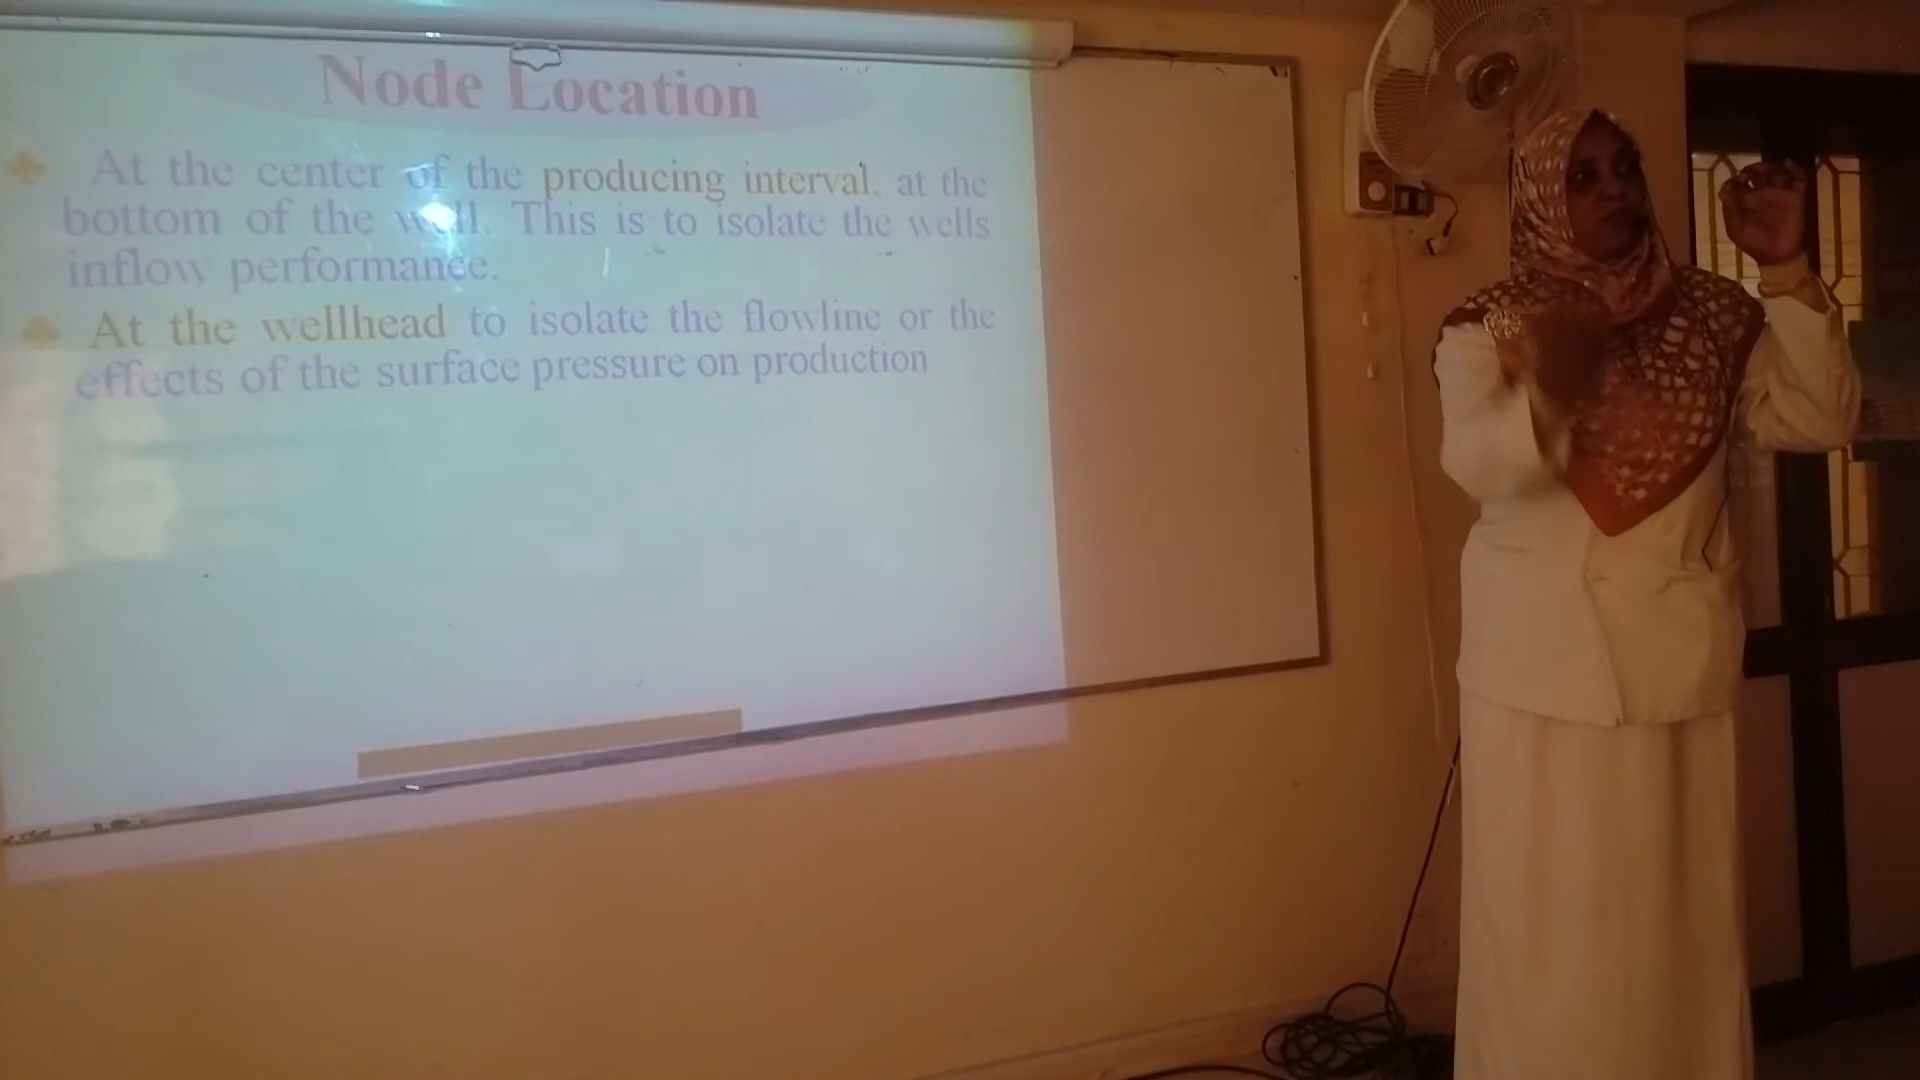 Node Location
At the center of the producing interval. at the
bottom of the well. This is to isolate the wells
inflow performance.
At the wellhead to isolate the flowline or the
effects of the surface pressure on production